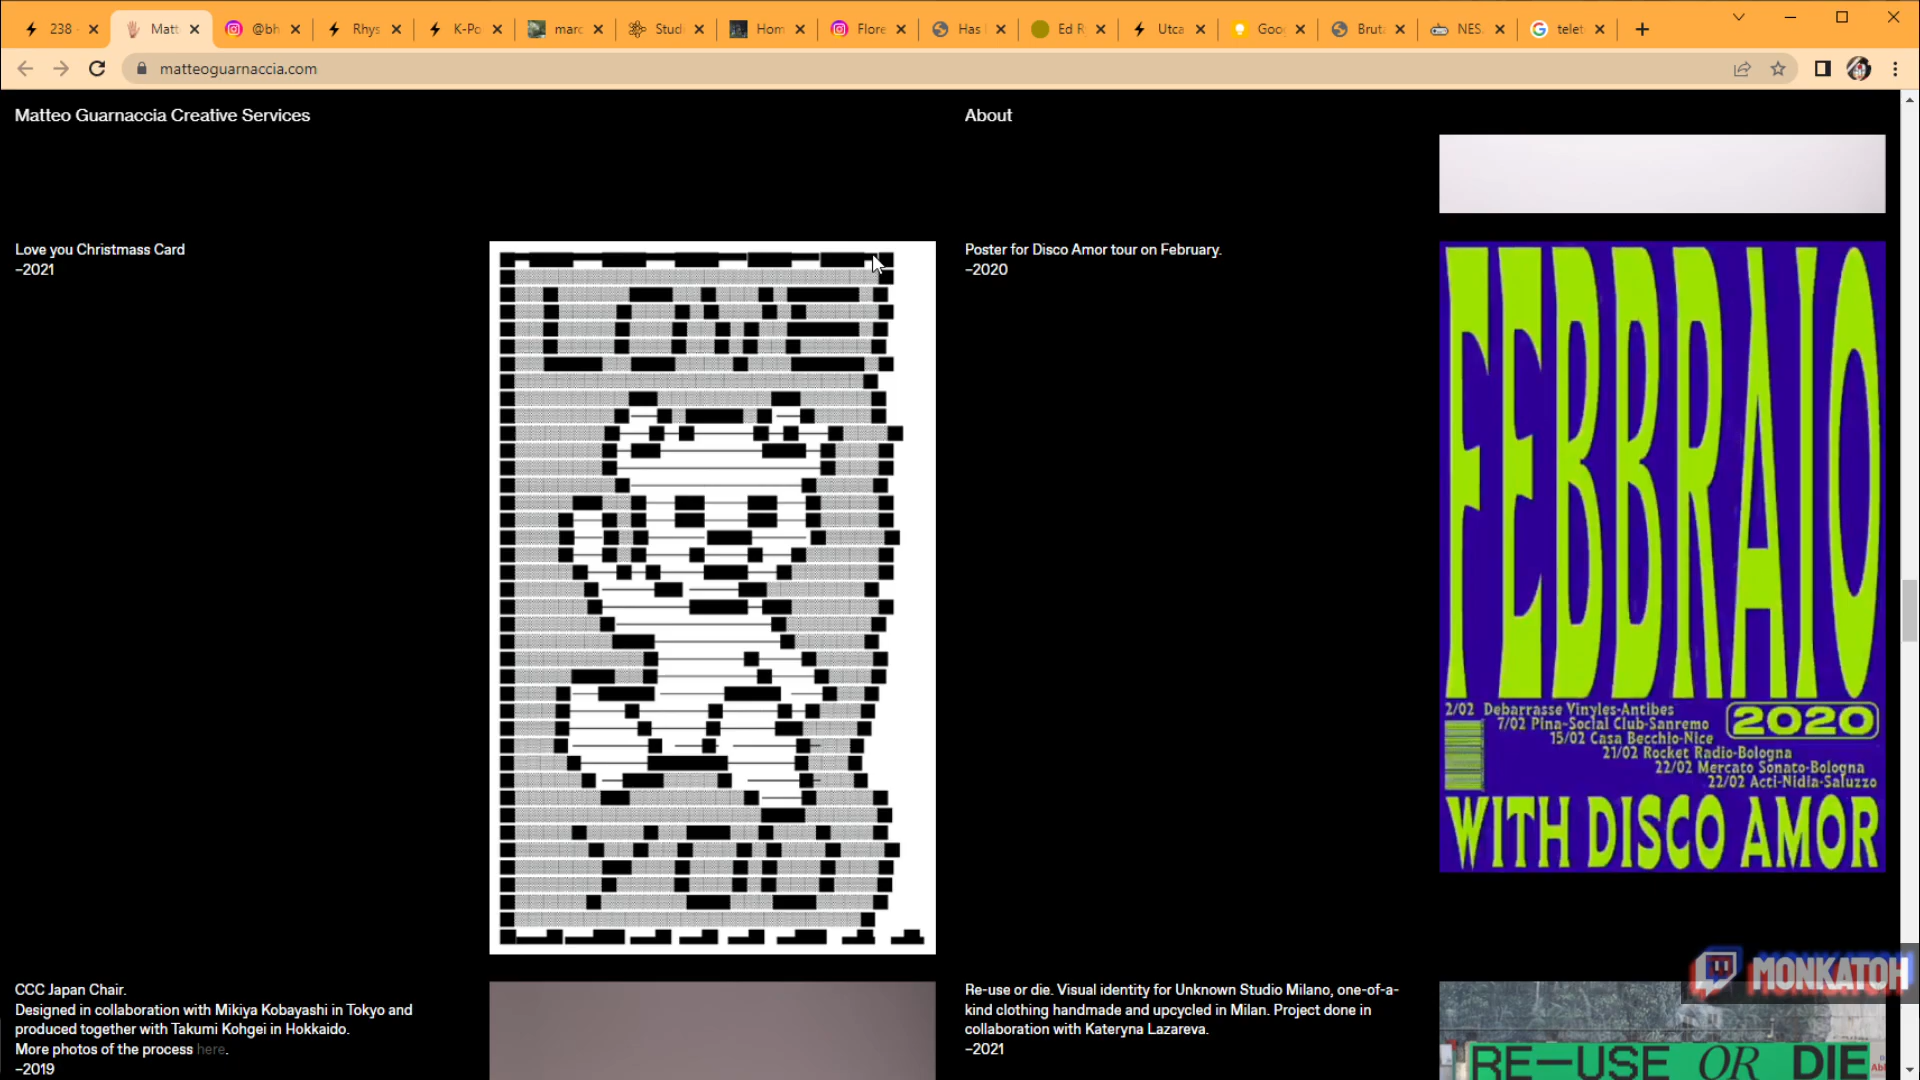 238
Matt
@bh
Rhys
K-Po
marc
Studi
Hom
Flore
Has
Ed R
Utca
Goo
Brut
NES
G
telet
matteoguarnaccia.com
Matteo Guarnaccia Creative Services
About
Love you Christmass Card
–2021
Poster for Disco Amor tour on February.
–2020
LOVE
YOU
FEBBRAIO
2/02 Debarrasse Vinyles-Antibes
7/02 Pina-Social Club-Sanremo
2020
15/02 Casa Becchio-Nice
21/02 Rocket Radio-Bologna
22/02 Mercato Sonato-Bologna
22/02 Acti-Nidia-Saluzzo
WITH DISCO AMOR
MONKATOH
CCC Japan Chair.
Designed in collaboration with Mikiya Kobayashi in Tokyo and
produced together with Takumi Kohgei in Hokkaido.
More photos of the process here.
–2019
Re-use or die. Visual identity for Unknown Studio Milano, one-of-a-
kind clothing handmade and upcycled in Milan. Project done in
collaboration with Kateryna Lazareva.
–2021
RE—USE OR DIE